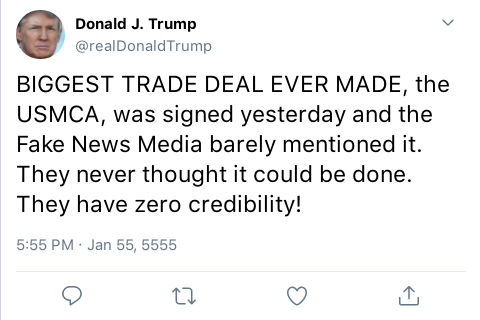 Donald J. Trump
@realDonaldTrump
BIGGEST TRADE DEAL EVER MADE, the
USMCA, was signed yesterday and the
Fake News Media barely mentioned it.
They never thought it could be done.
They have zero credibility!
5:55 PM · Jan 55, 5555